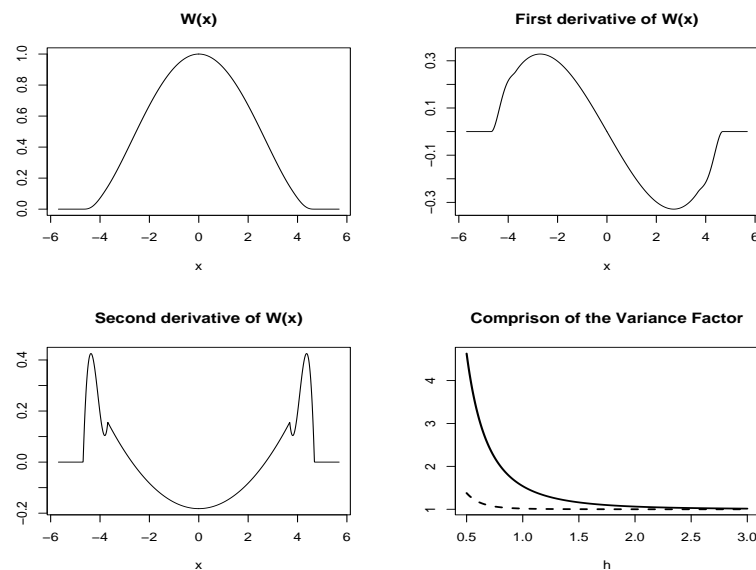 W(x)
1.0
0.8
0.6
0.4
0.2
0.0
−6 −4 −2 0 2 4 6
x
First derivative of W(x)
0.3
0.1
−0.1
−0.3
−6 −4 −2 0 2 4 6
x
Second derivative of W(x)
0.4
0.2
0.0
−0.2
−6 −4 −2 0 2 4 6
x
Comprison of the Variance Factor
4
3
2
1
0.5 1.0 1.5 2.0 2.5 3.0
h